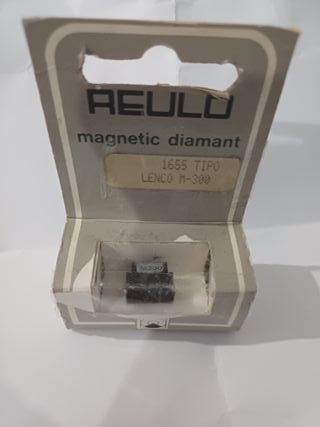 REULO
magnetic diamant
1655 TIPO
LENCO M-300